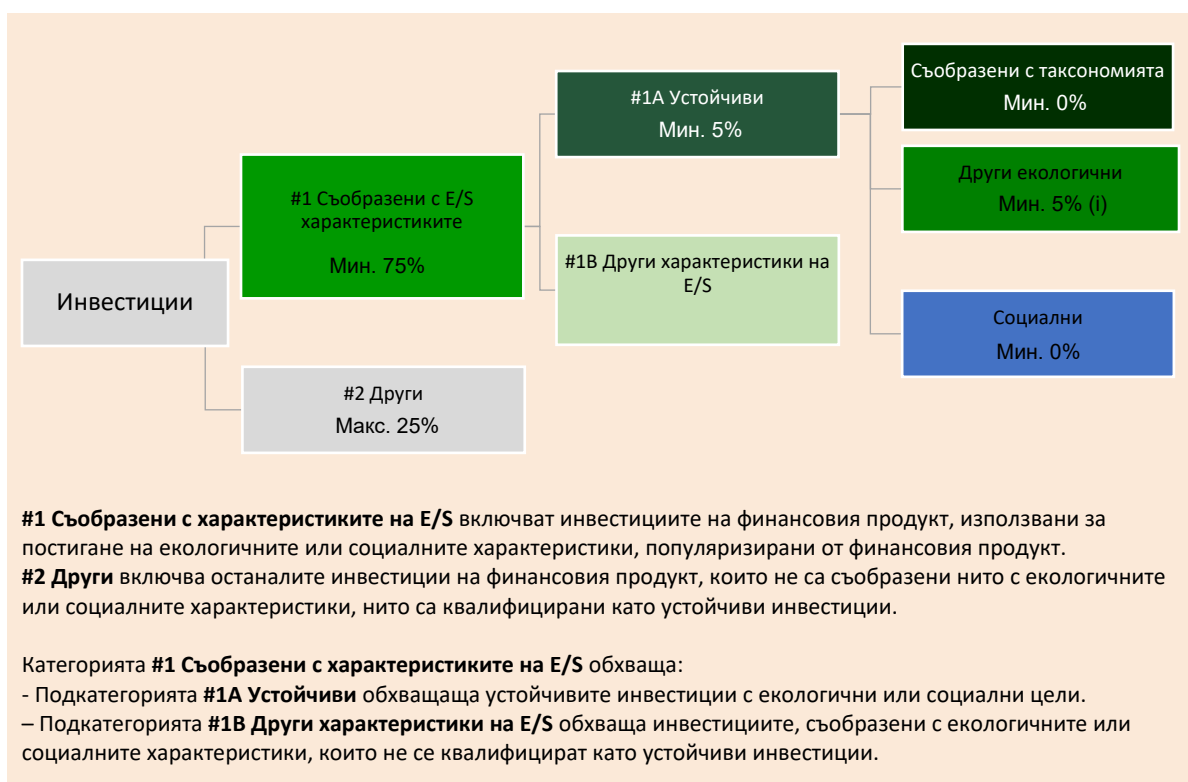 Инвестиции
#1 Съобразени с E/S
характеристиките
Мин. 75%
#2 Други
Макс. 25%
#1A Устойчиви
Мин. 5%
#1B Други характеристики на
E/S
Съобразени с таксономията
Мин. 0%
Други екологични
Мин. 5% (i)
Социални
Мин. 0%
#1 Съобразени с характеристиките на E/S включват инвестициите на финансовия продукт, използвани за
постигане на екологичните или социалните характеристики, популяризирани от финансовия продукт.
#2 Други включва останалите инвестиции на финансовия продукт, които не са съобразени нито с екологичните
или социалните характеристики, нито са квалифицирани като устойчиви инвестиции.
Категорията #1 Съобразени с характеристиките на E/S обхваща:
- Подкатегорията #1A Устойчиви обхващаща устойчивите инвестиции с екологични или социални цели.
– Подкатегорията #1B Други характеристики на E/S обхваща инвестициите, съобразени с екологичните или
социалните характеристики, които не се квалифицират като устойчиви инвестиции.